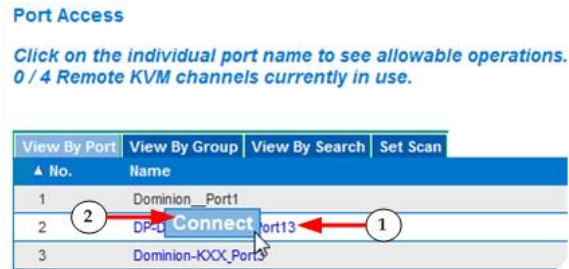 Port Access
Click on the individual port name to see allowable operations.
0 / 4 Remote KVM channels currently in use.
View By Port View By Group View By Search Set Scan
▲ No. Name
1 Dominion__Port1
2 DP-D Connect Port13 1
2
3 Dominion-KXX_Port3